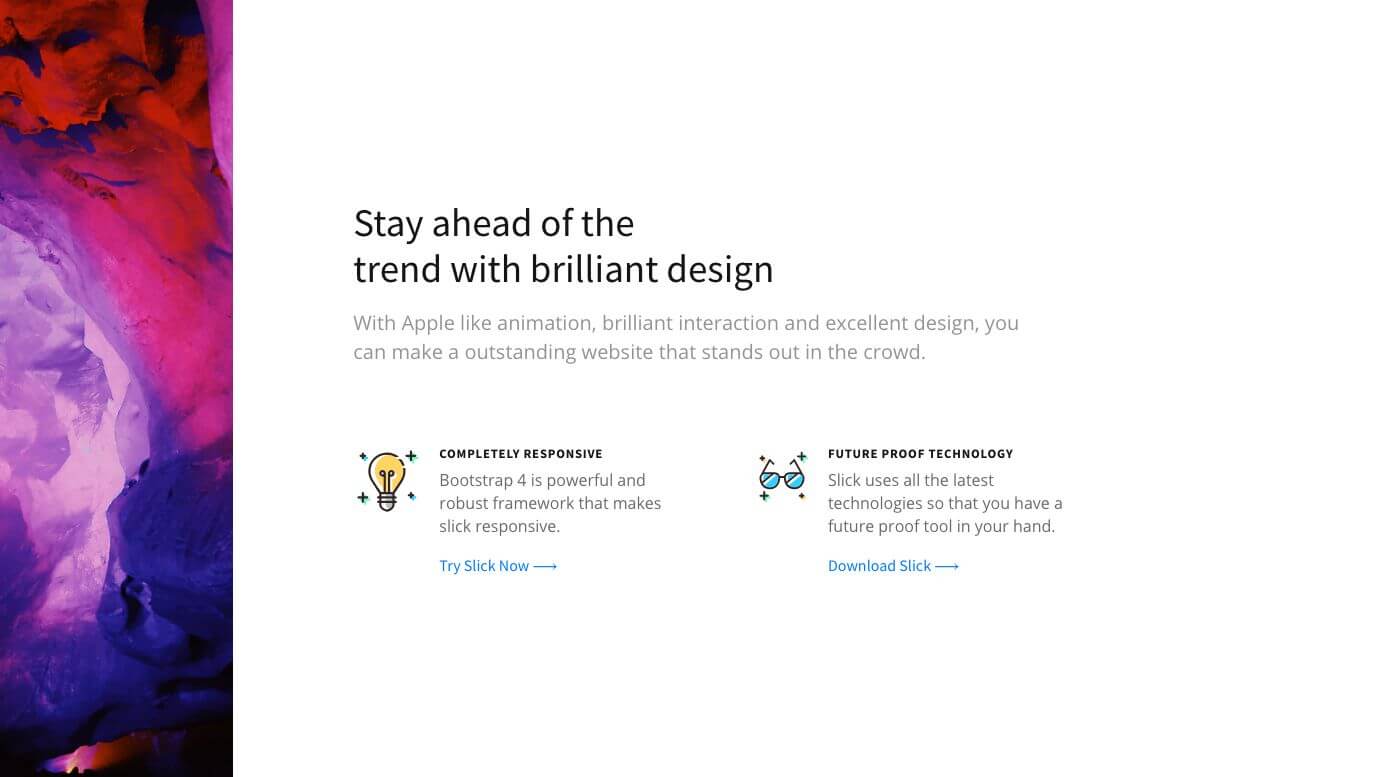 Stay ahead of the
trend with brilliant design
With Apple like animation, brilliant interaction and excellent design, you
can make a outstanding website that stands out in the crowd.
COMPLETELY RESPONSIVE
Bootstrap 4 is powerful and
robust framework that makes
slick responsive.
Try Slick Now ⟶
FUTURE PROOF TECHNOLOGY
Slick uses all the latest
technologies so that you have a
future proof tool in your hand.
Download Slick ⟶